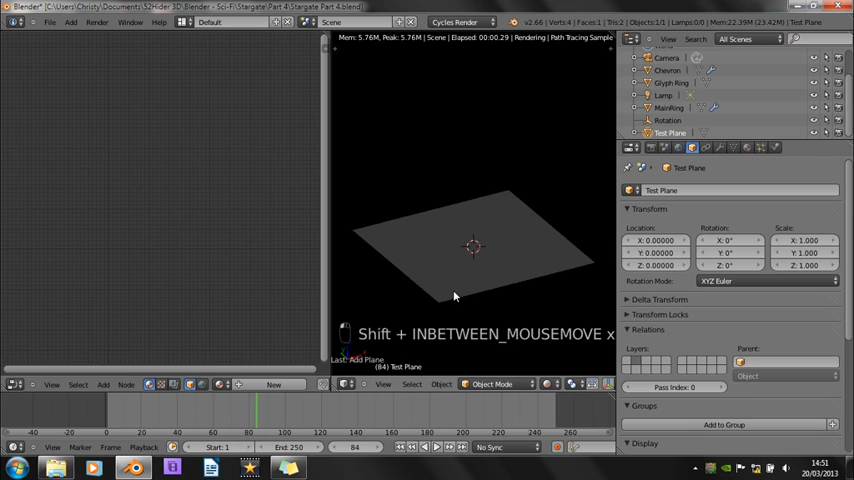 Blender* [C:\Users\Christy\Documents\52Hider 3D\Blender - Sci-Fi\Stargate\Part 4\Stargate Part 4.blend]
File Add Render Window Help Default Scene Cycles Render v2.66 | Verts:4 | Faces:1 | Tris:2 | Objects:1/1 | Lamps:0/0 | Mem:22.39M (23.42M) | Test Plane
Mem: 5.76M, Peak: 5.76M | Scene | Elapsed: 00:00.29 | Rendering | Path Tracing Sample
View Search All Scenes
Camera
Chevron
Glyph Ring
Lamp
MainRing
Rotation
Test Plane
Test Plane
Test Plane
Transform
Location: Rotation: Scale:
X: 0.00000 X: 0° X: 1.000
Y: 0.00000 Y: 0° Y: 1.000
Z: 0.00000 Z: 0° Z: 1.000
Rotation Mode: XYZ Euler
Delta Transform
Transform Locks
Relations
Layers: Parent:
Object
Pass Index: 0
Groups
Add to Group
Display
Shift + INBETWEEN_MOUSEMOVE x
Last: Add Plane
(84) Test Plane
View Select Add Node New
View Select Object Object Mode
-40 -20 0 20 40 60 80 100 120 140 160 180 200 220 240 260
View Marker Frame Playback Start: 1 End: 250 84 No Sync
14:51
20/03/2013